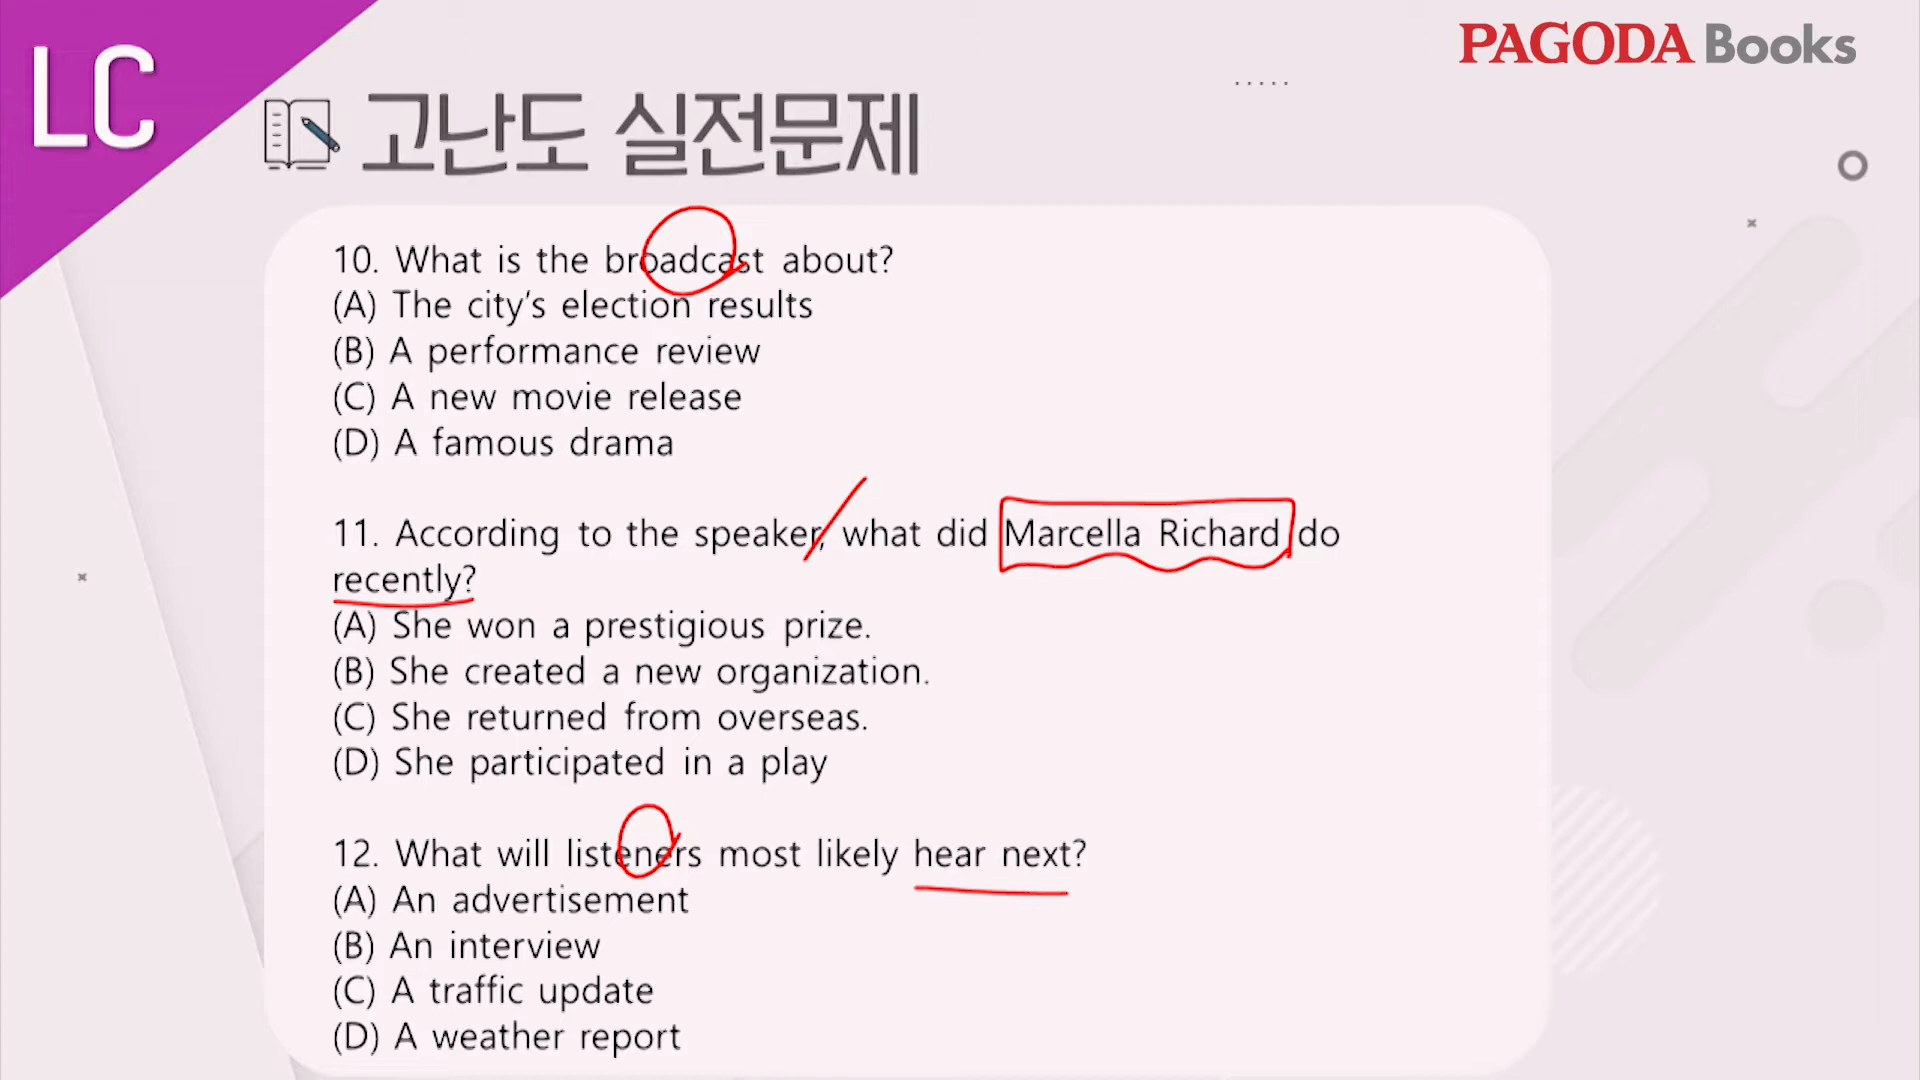 LC
PAGODA Books
고난도 실전문제
10. What is the broadcast about?
(A) The city's election results
(B) A performance review
(C) A new movie release
(D) A famous drama
11. According to the speaker, what did Marcella Richard do
recently?
(A) She won a prestigious prize.
(B) She created a new organization.
(C) She returned from overseas.
(D) She participated in a play
12. What will listeners most likely hear next?
(A) An advertisement
(B) An interview
(C) A traffic update
(D) A weather report